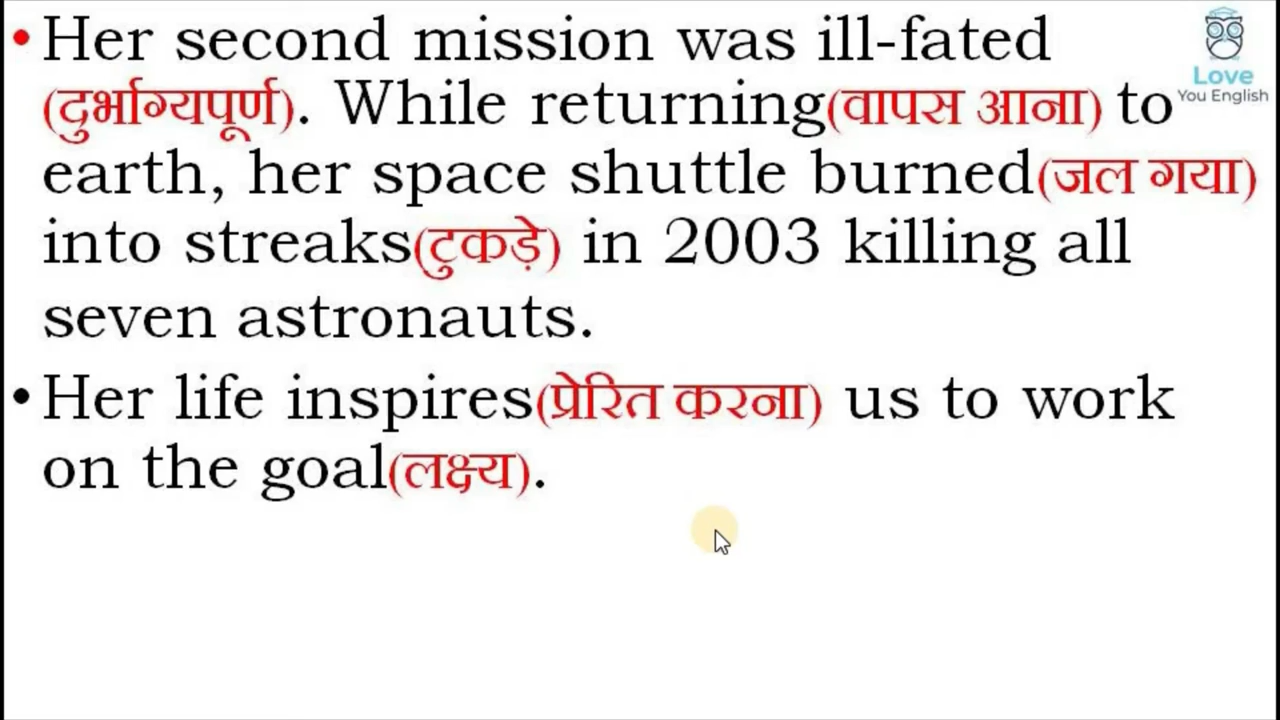 • Her second mission was ill-fated
(दुर्भाग्यपूर्ण). While returning(वापस आना) to
earth, her space shuttle burned(जल गया)
into streaks(टुकड़े) in 2003 killing all
seven astronauts.
• Her life inspires(प्रेरित करना) us to work
on the goal(लक्ष्य).
Love
You English